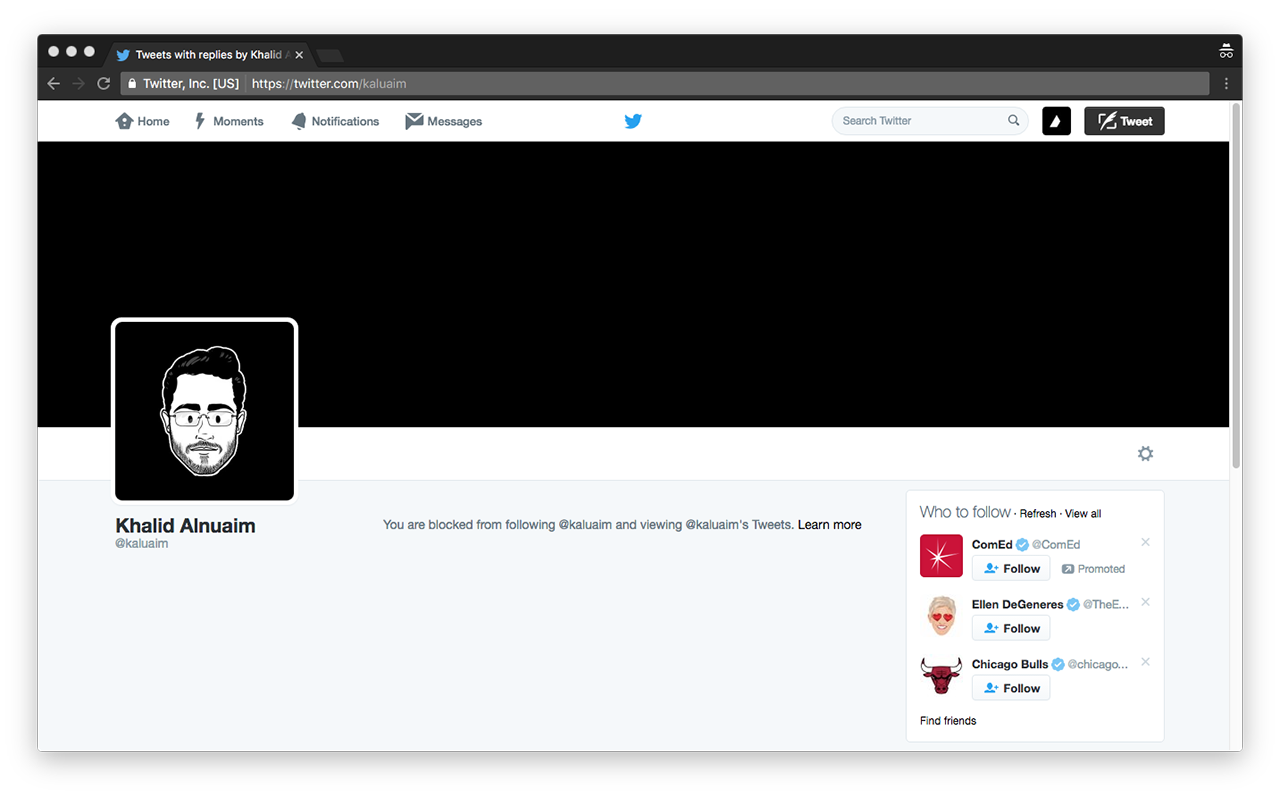 Tweets with replies by Khalid A
Twitter, Inc. [US] https://twitter.com/kaluaim
Home Moments Notifications Messages Search Twitter Tweet
Khalid Alnuaim
@kaluaim
You are blocked from following @kaluaim and viewing @kaluaim's Tweets. Learn more
Who to follow · Refresh · View all
ComEd @ComEd
Follow Promoted
Ellen DeGeneres @TheE...
Follow
Chicago Bulls @chicago...
Follow
Find friends